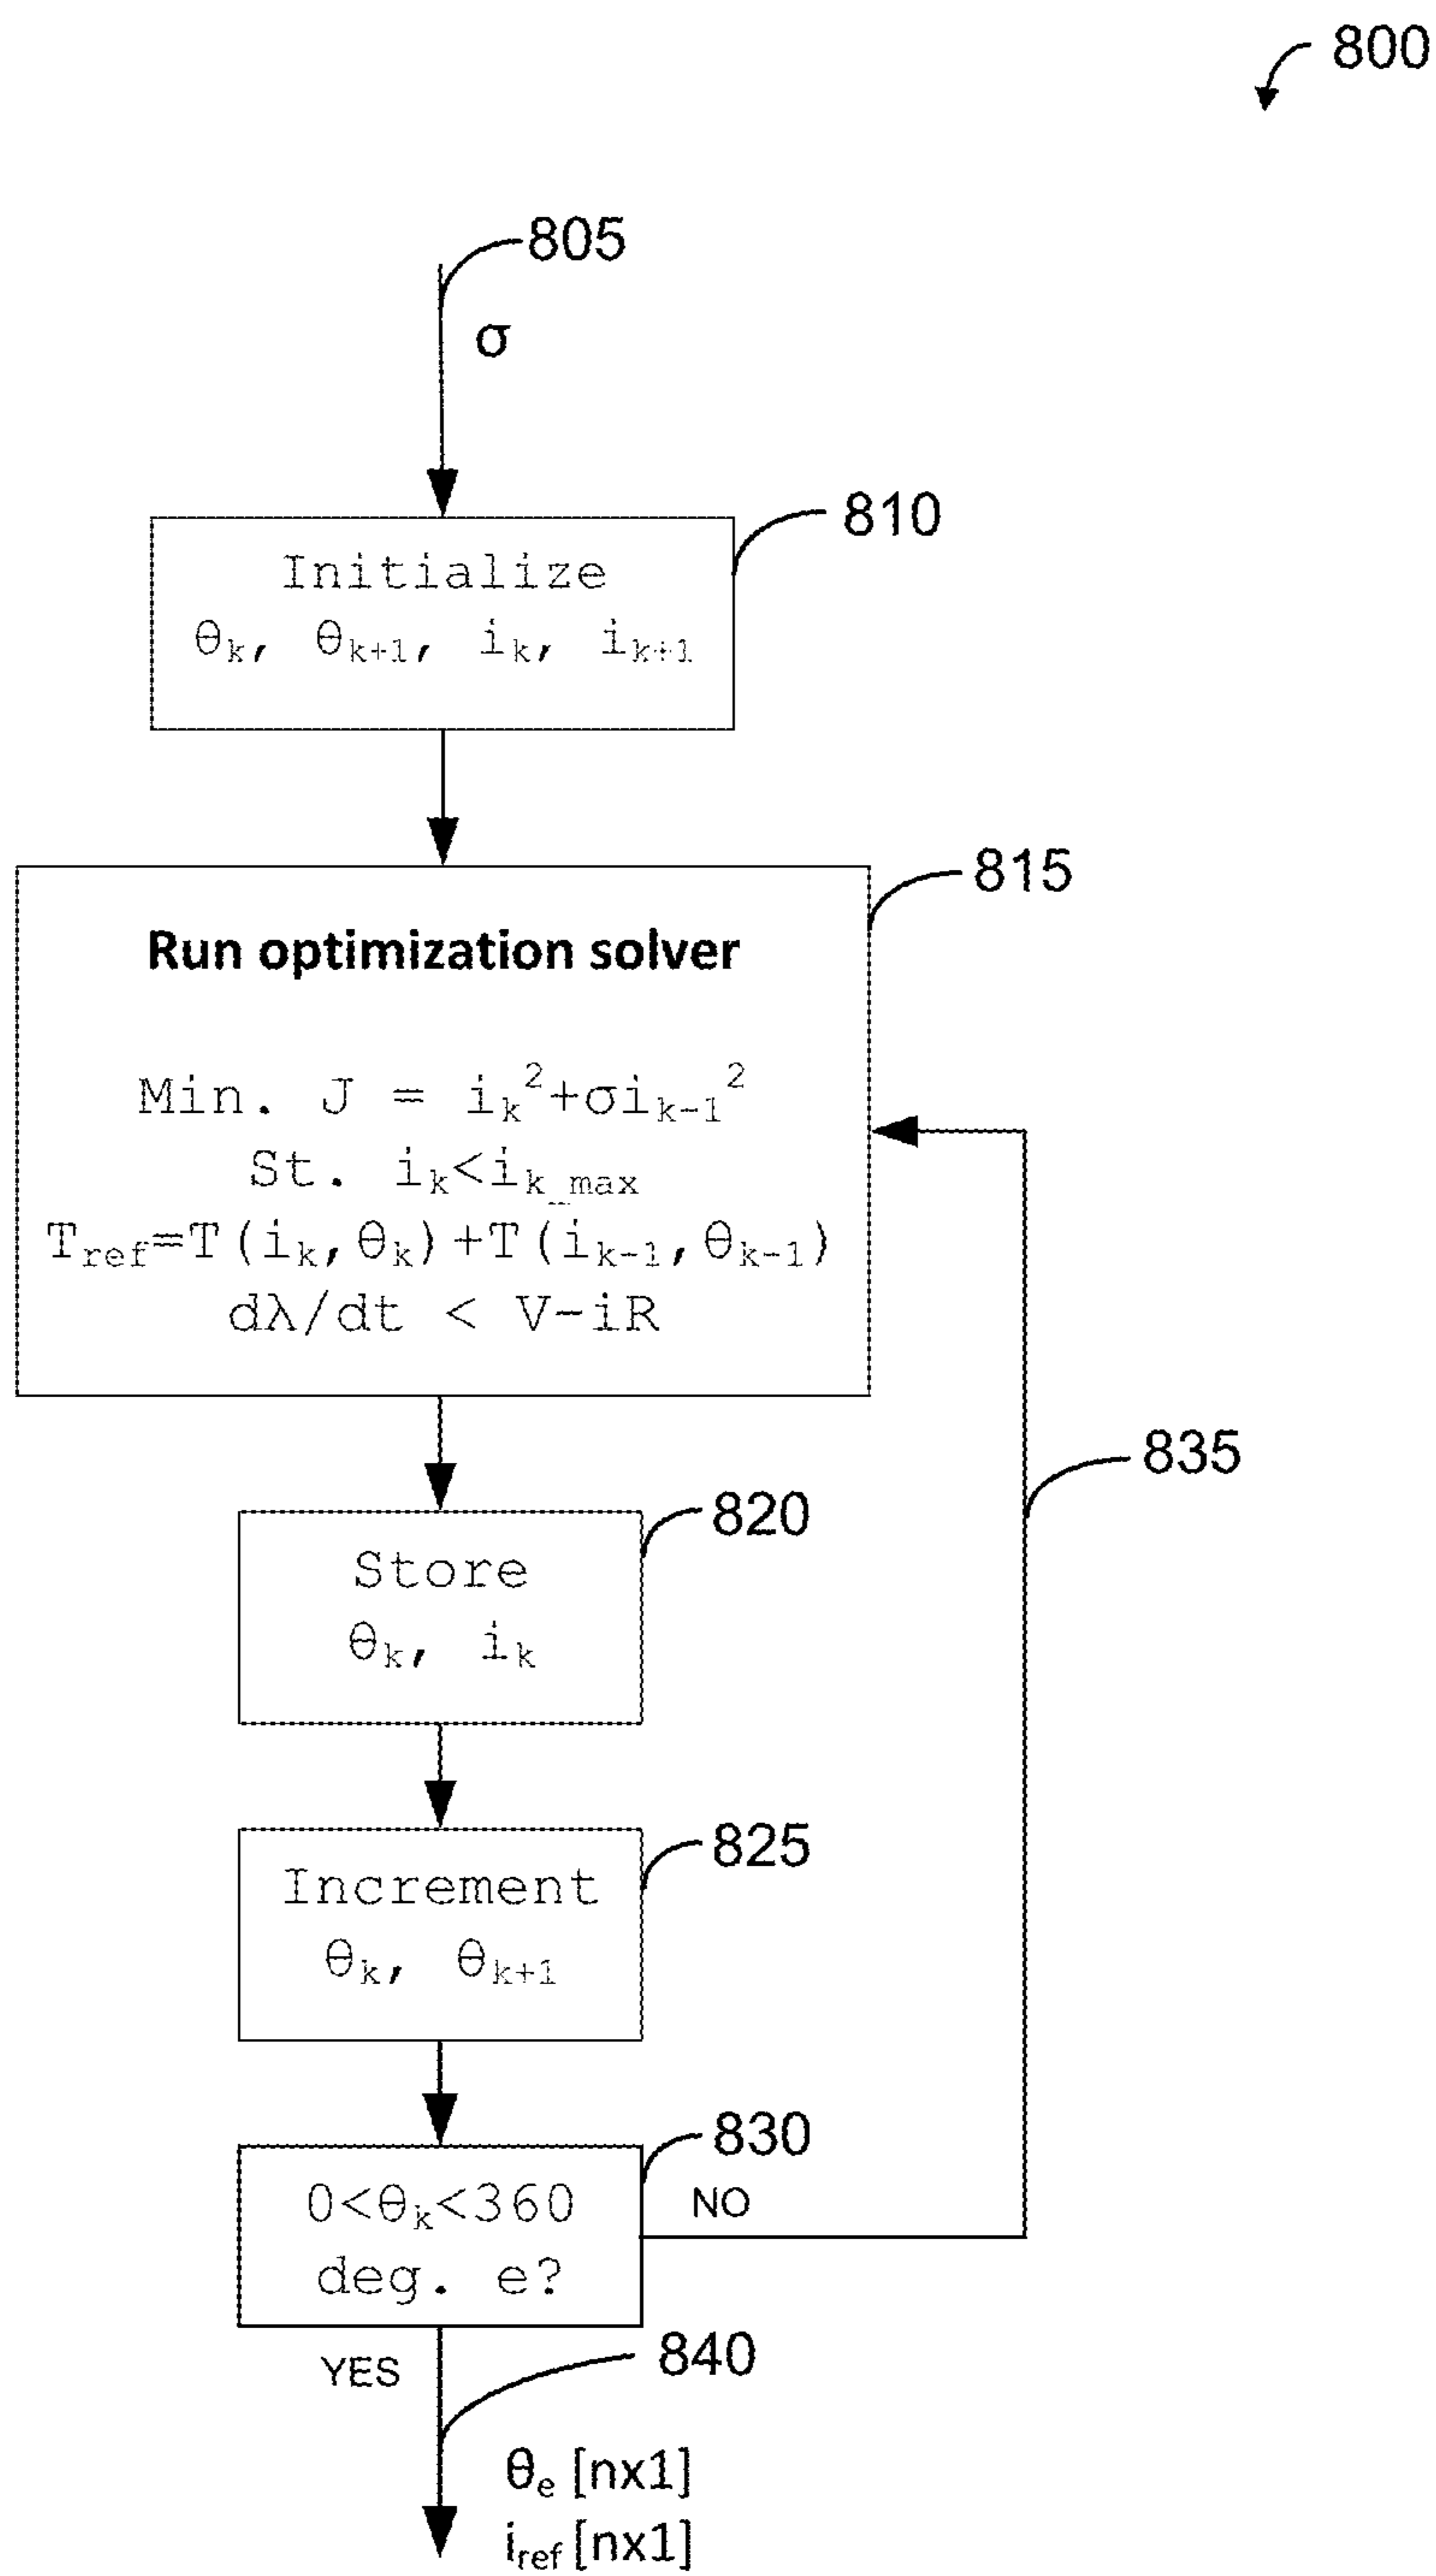 800
805
σ
810
Initialize
θk, θk+1, ik, ik+1
815
Run optimization solver
Min. J = ik²+σik-1²
St. ik<ik_max
Tref=T(ik,θk)+T(ik-1,θk-1)
dλ/dt < V-iR
835
820
Store
θk, ik
825
Increment
θk, θk+1
830
0<θk<360
deg. e?
NO
YES
840
θe [nx1]
iref [nx1]